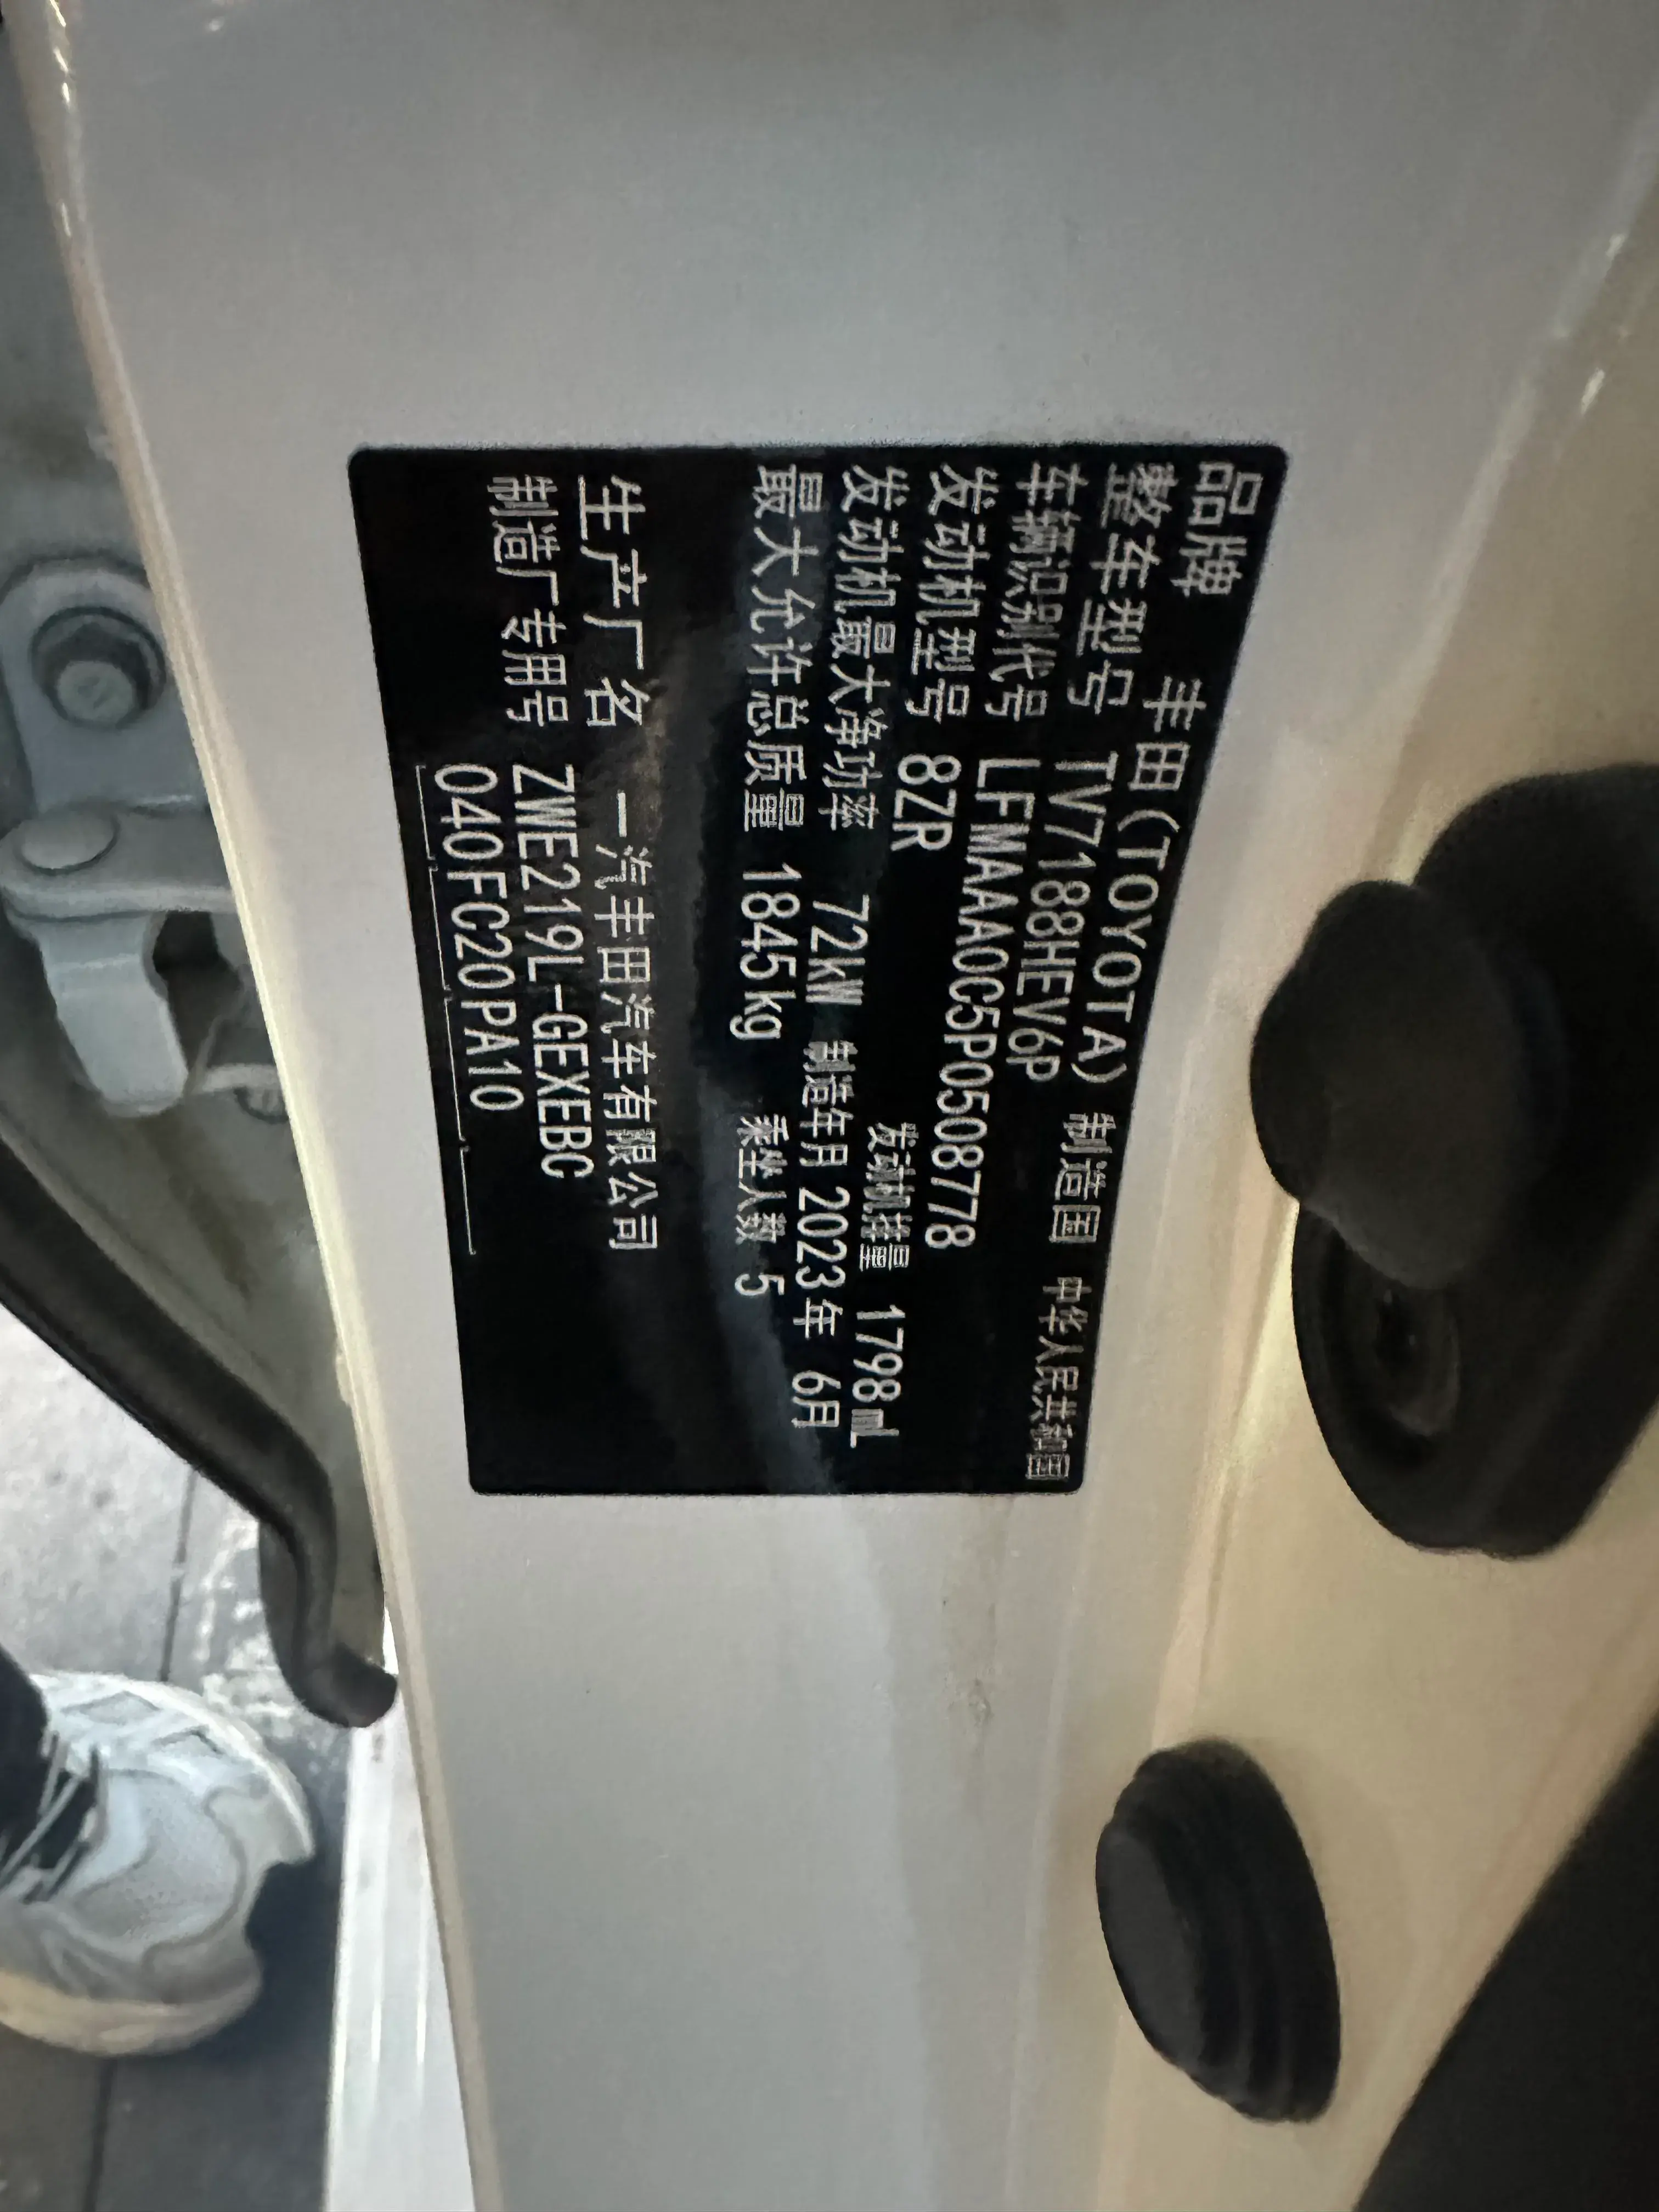 品牌 丰田(TOYOTA) 制造国 中华人民共和国
整车型号 TV7188HEV6P
车辆识别代号 LFMAAA0C5P0508778
发动机型号 8ZR 发动机排量 1798mL
发动机最大净功率 72kW 制造年月 2023年 6月
最大允许总质量 1845kg 乘坐人数 5
生产厂名 一汽丰田汽车有限公司
制造厂专用号 ZWE219L-GEXEBC
040FC20PA10